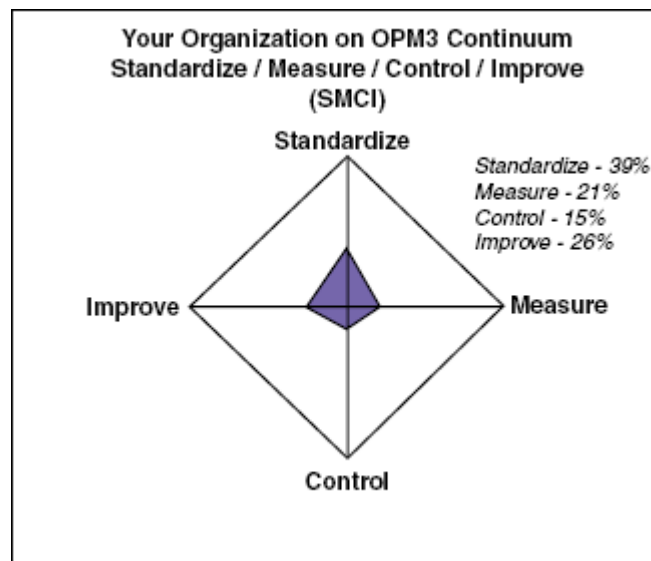 Your Organization on OPM3 Continuum
Standardize / Measure / Control / Improve
(SMCI)
Standardize
Standardize - 39%
Measure - 21%
Control - 15%
Improve - 26%
Improve
Measure
Control